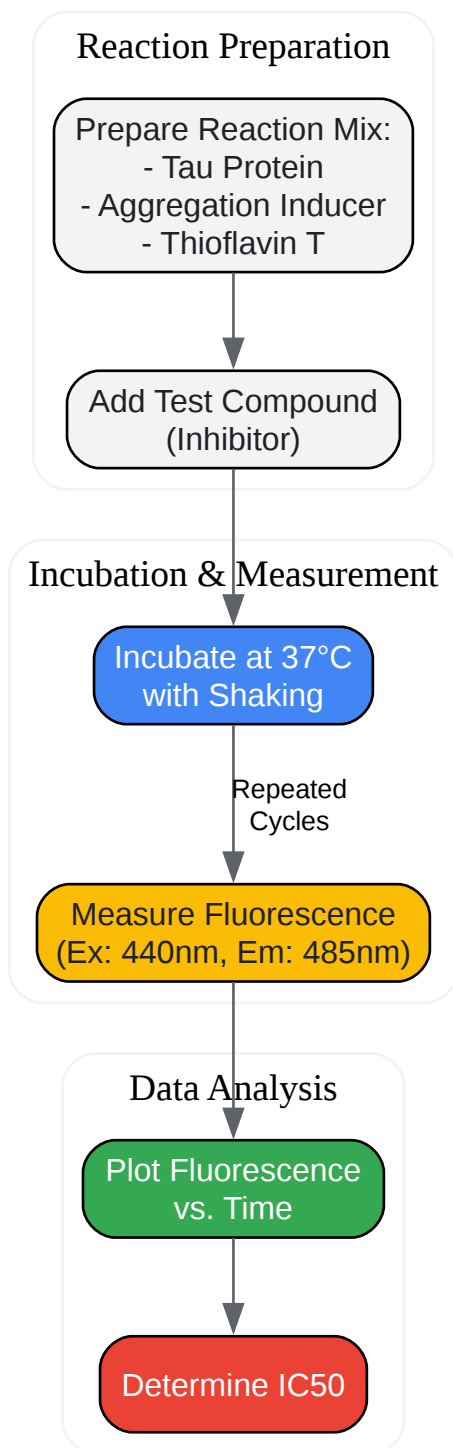 Reaction Preparation
Prepare Reaction Mix:
- Tau Protein
- Aggregation Inducer
- Thioflavin T
Add Test Compound
(Inhibitor)
Incubation & Measurement
Incubate at 37°C
with Shaking
Repeated
Cycles
Measure Fluorescence
(Ex: 440nm, Em: 485nm)
Data Analysis
Plot Fluorescence
vs. Time
Determine IC50